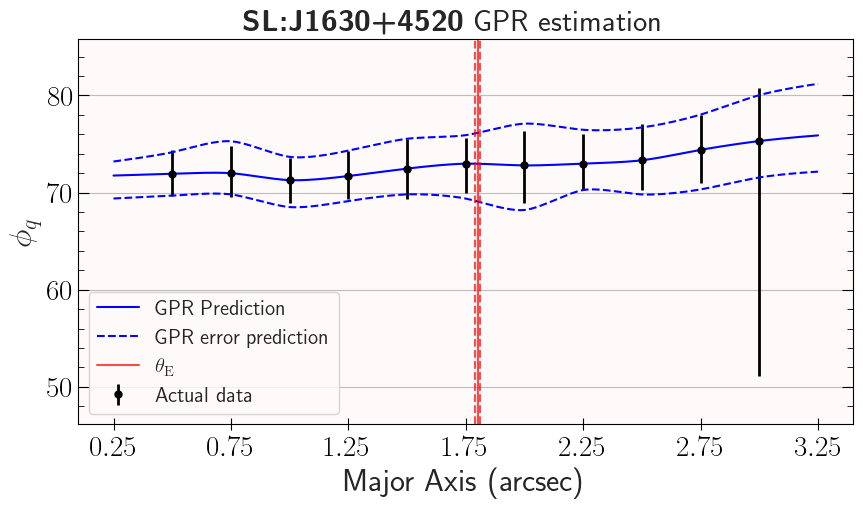 SL:J1630+4520 GPR estimation
ϕq
80
70
60
50
GPR Prediction
GPR error prediction
θE
Actual data
0.25 0.75 1.25 1.75 2.25 2.75 3.25
Major Axis (arcsec)